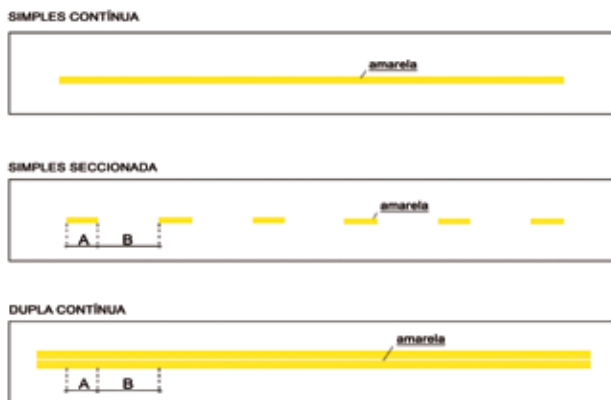 SIMPLES CONTÍNUA
amarela
SIMPLES SECCIONADA
amarela
A B
DUPLA CONTÍNUA
amarela
A B